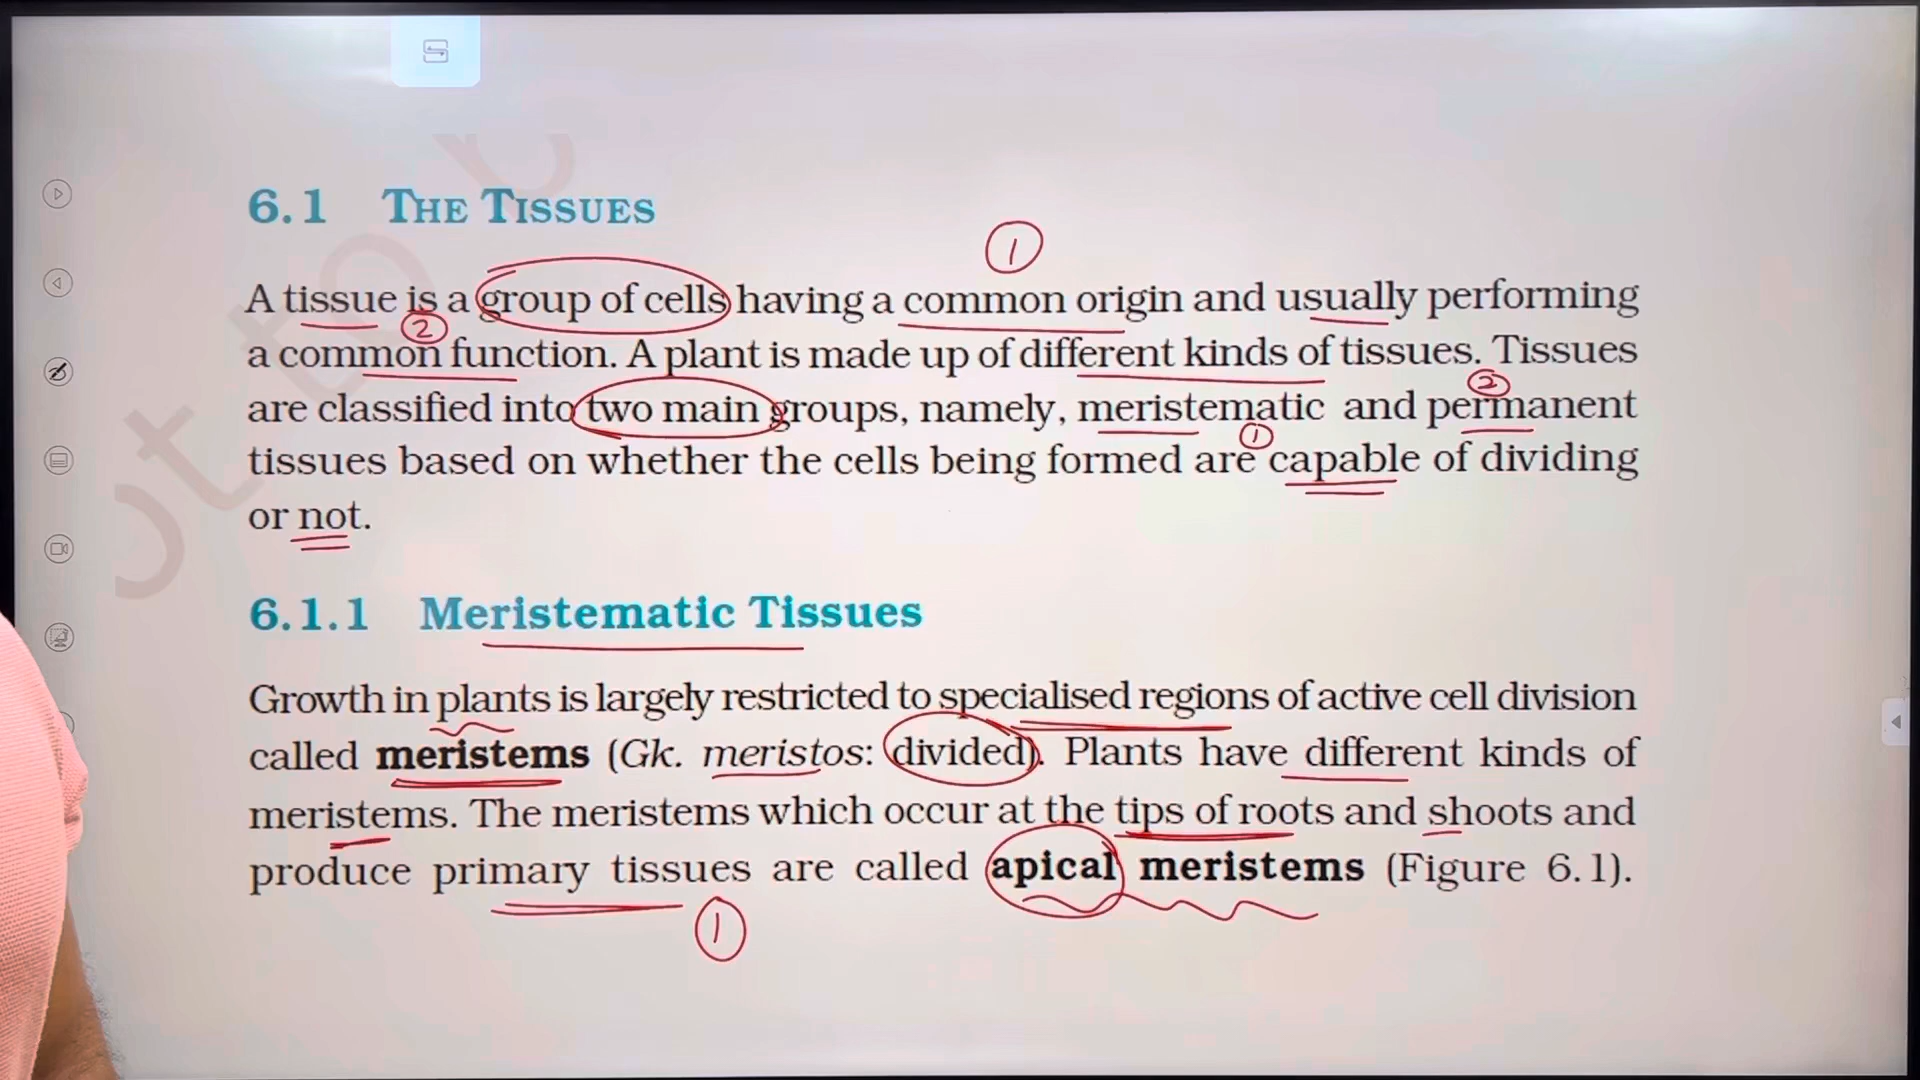 6.1 THE TISSUES
1
A tissue is a group of cells having a common origin and usually performing
2
a common function. A plant is made up of different kinds of tissues. Tissues
2
are classified into two main groups, namely, meristematic and permanent
1
tissues based on whether the cells being formed are capable of dividing
or not.
6.1.1 Meristematic Tissues
Growth in plants is largely restricted to specialised regions of active cell division
called meristems (Gk. meristos: divided). Plants have different kinds of
meristems. The meristems which occur at the tips of roots and shoots and
produce primary tissues are called apical meristems (Figure 6.1).
1